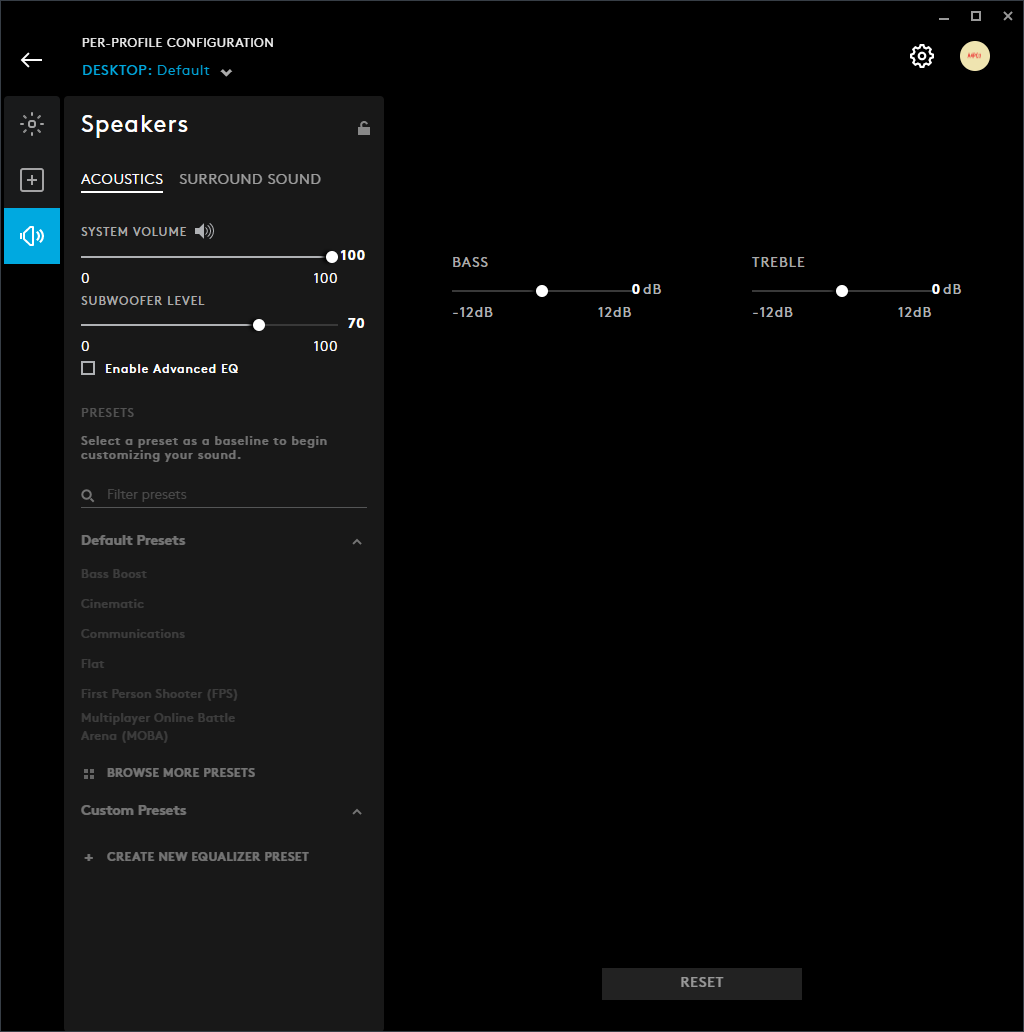 PER-PROFILE CONFIGURATION
DESKTOP: Default
Speakers
ACOUSTICS SURROUND SOUND
SYSTEM VOLUME
100
0 100
SUBWOOFER LEVEL
70
0 100
Enable Advanced EQ
PRESETS
Select a preset as a baseline to begin
customizing your sound.
Filter presets
Default Presets
Bass Boost
Cinematic
Communications
Flat
First Person Shooter (FPS)
Multiplayer Online Battle
Arena (MOBA)
BROWSE MORE PRESETS
Custom Presets
+ CREATE NEW EQUALIZER PRESET
BASS
0 dB
-12dB 12dB
TREBLE
0 dB
-12dB 12dB
RESET